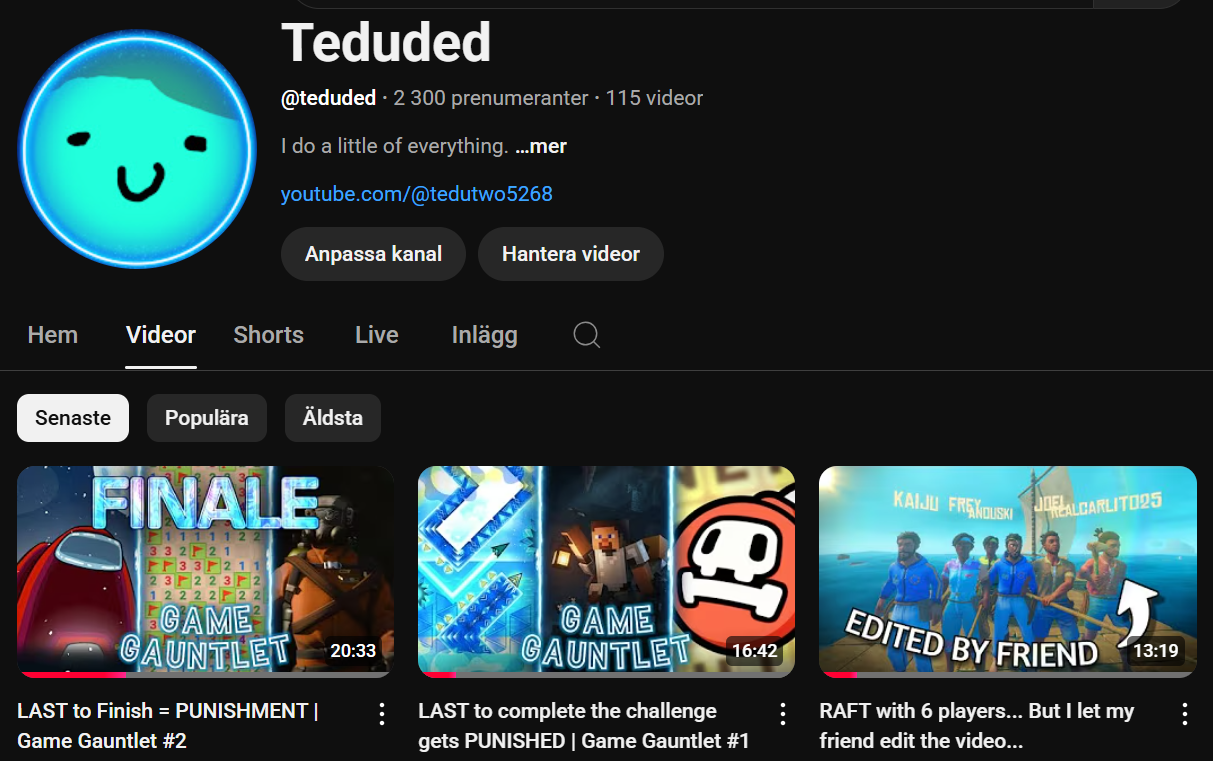 Teduded
@teduded · 2 300 prenumeranter · 115 videor
I do a little of everything. ...mer
youtube.com/@tedutwo5268
Anpassa kanal Hantera videor
Hem Videor Shorts Live Inlägg
Senaste Populära Äldsta
FINALE
GAME
GAUNTLET
20:33
GAME
GAUNTLET
16:42
KAIJU FREY
ANOUSKI
JOEL
REALCARLITO25
EDITED BY FRIEND
13:19
LAST to Finish = PUNISHMENT |
Game Gauntlet #2
LAST to complete the challenge
gets PUNISHED | Game Gauntlet #1
RAFT with 6 players... But I let my
friend edit the video...